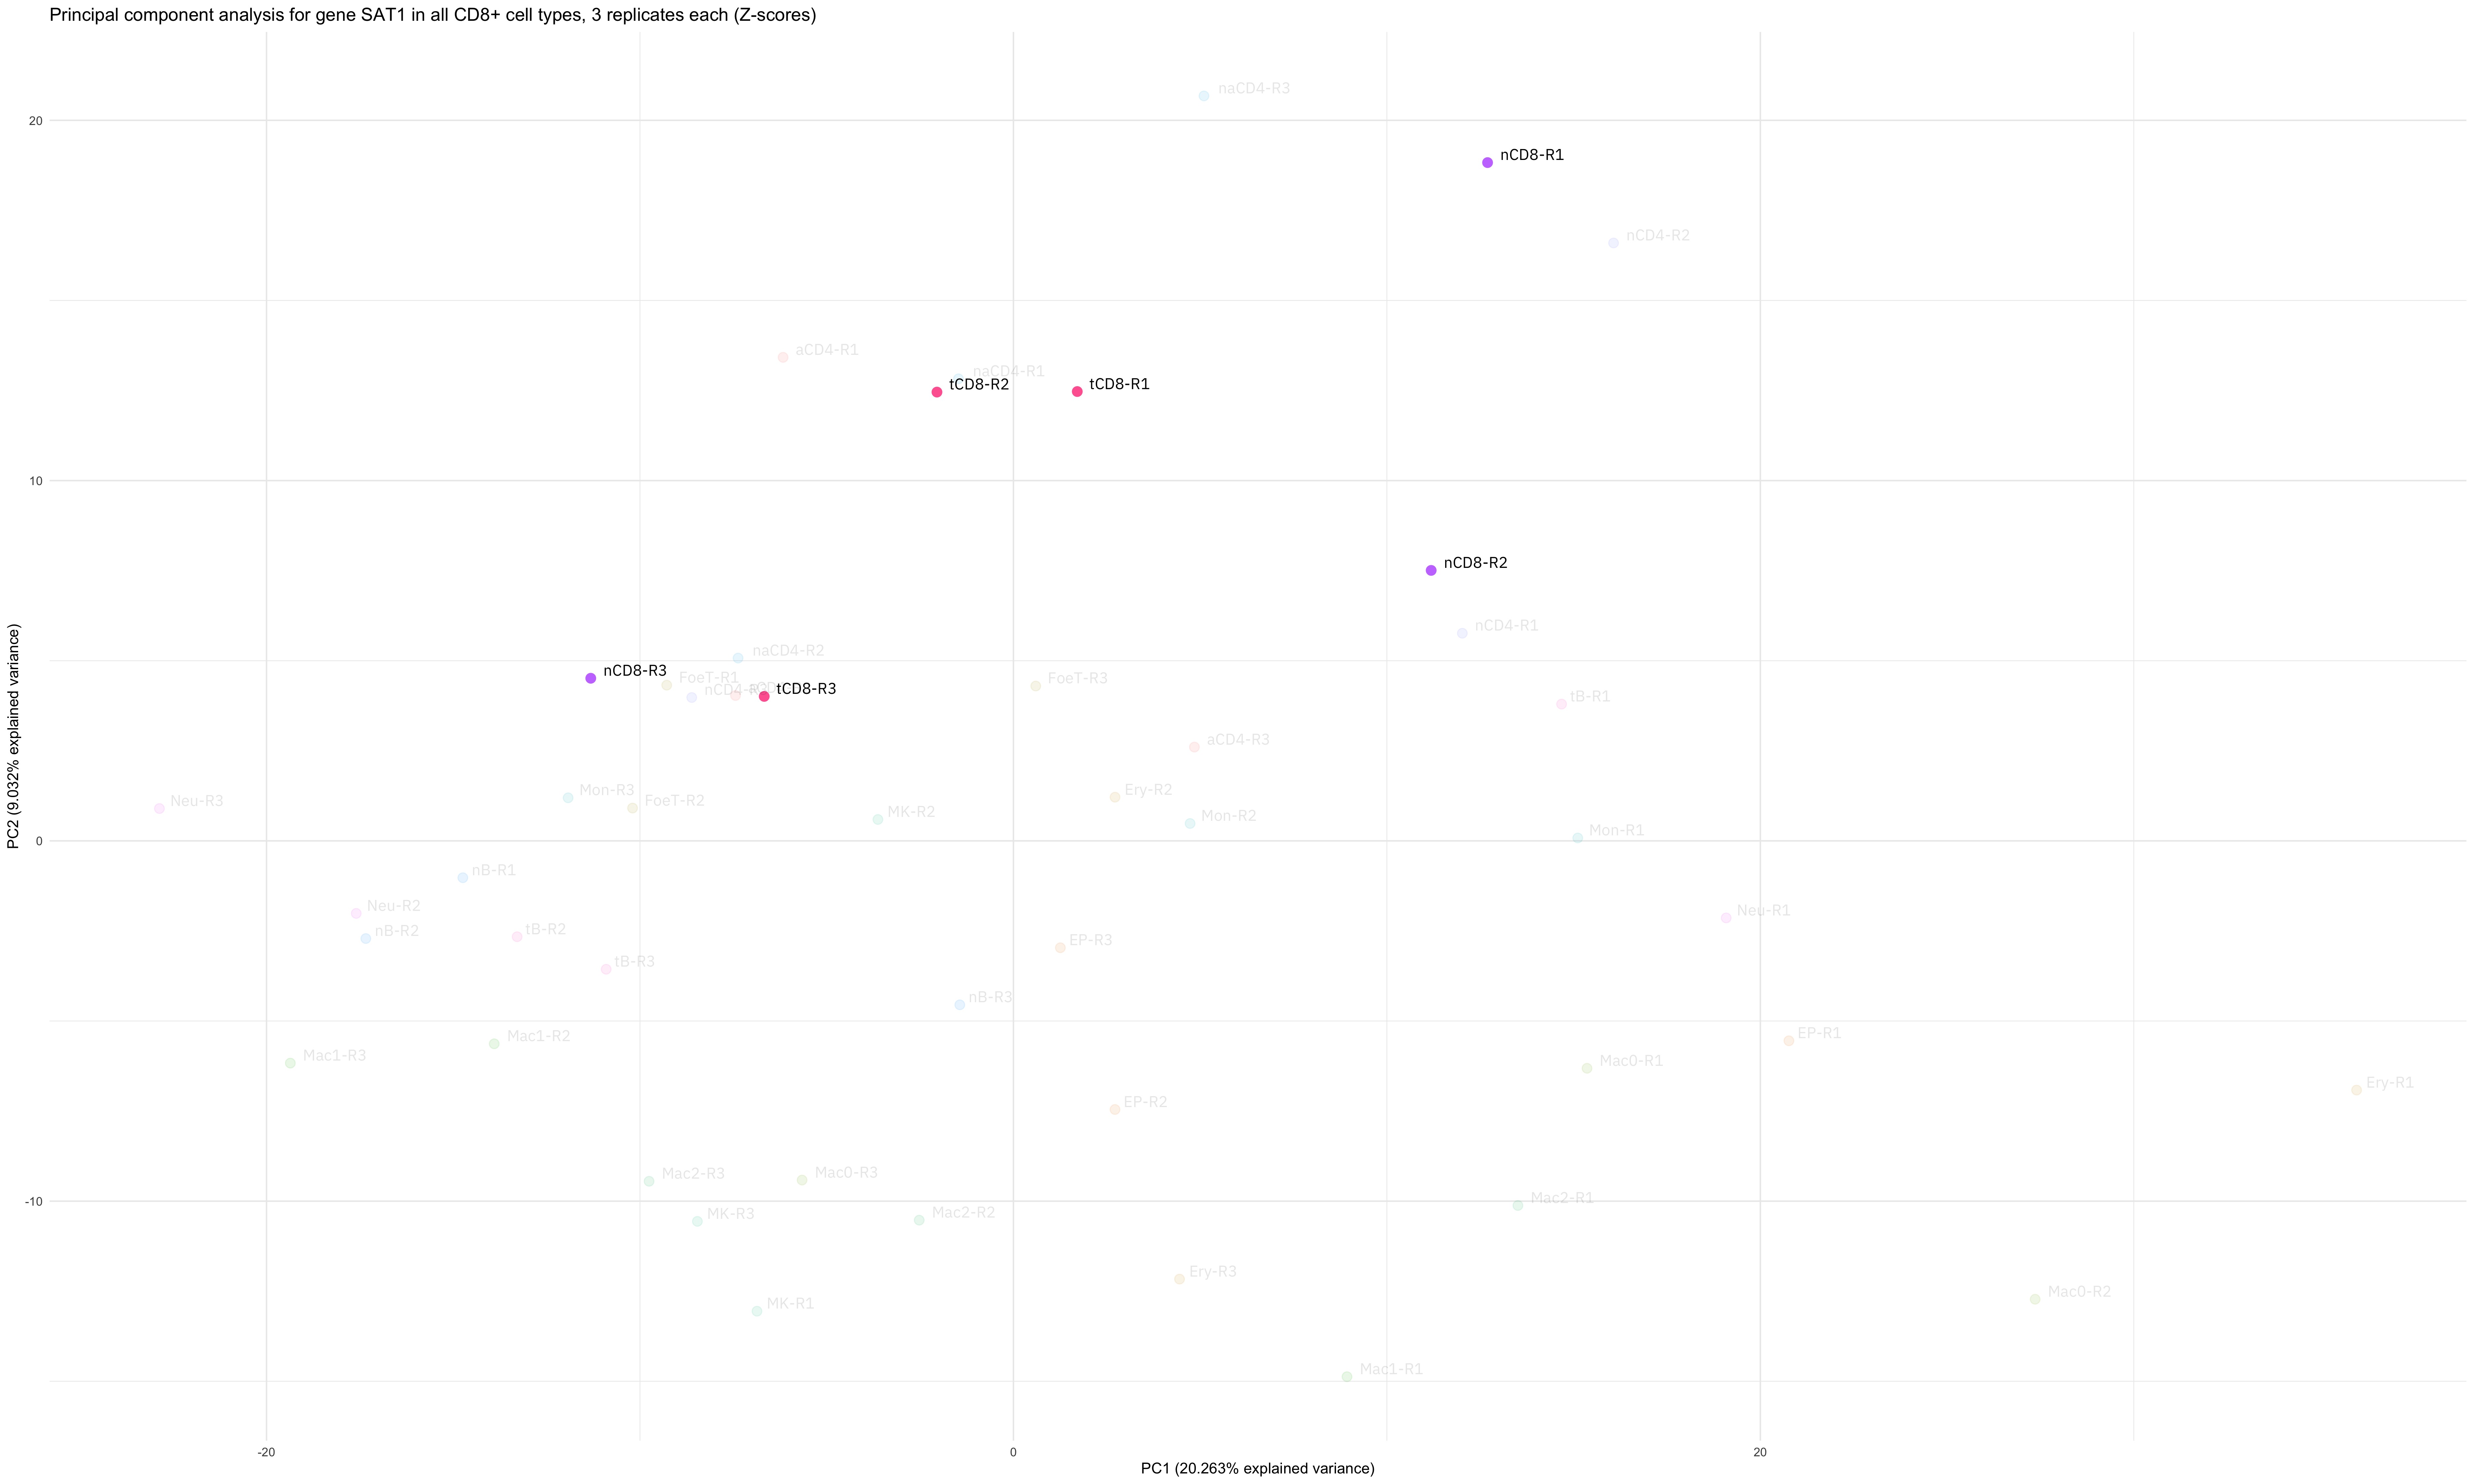 Principal component analysis for gene SAT1 in all CD8+ cell types, 3 replicates each (Z-scores)
naCD4-R3
20
nCD8-R1
nCD4-R2
aCD4-R1
naCD4-R1
tCD8-R2
tCD8-R1
10
nCD8-R2
nCD4-R1
PC2 (9.032% explained variance)
naCD4-R2
nCD8-R3
FoeT-R1
FoeT-R3
nCD4-R3
tCD8-R3
tB-R1
aCD4-R3
Mon-R3
Ery-R2
Neu-R3
FoeT-R2
MK-R2
Mon-R2
Mon-R1
0
nB-R1
Neu-R2
Neu-R1
tB-R2
nB-R2
EP-R3
tB-R3
nB-R3
Mac1-R2
EP-R1
Mac1-R3
Mac0-R1
Ery-R1
EP-R2
Mac2-R3
Mac0-R3
-10
Mac2-R1
MK-R3
Mac2-R2
Ery-R3
Mac0-R2
MK-R1
Mac1-R1
-20
0
20
PC1 (20.263% explained variance)